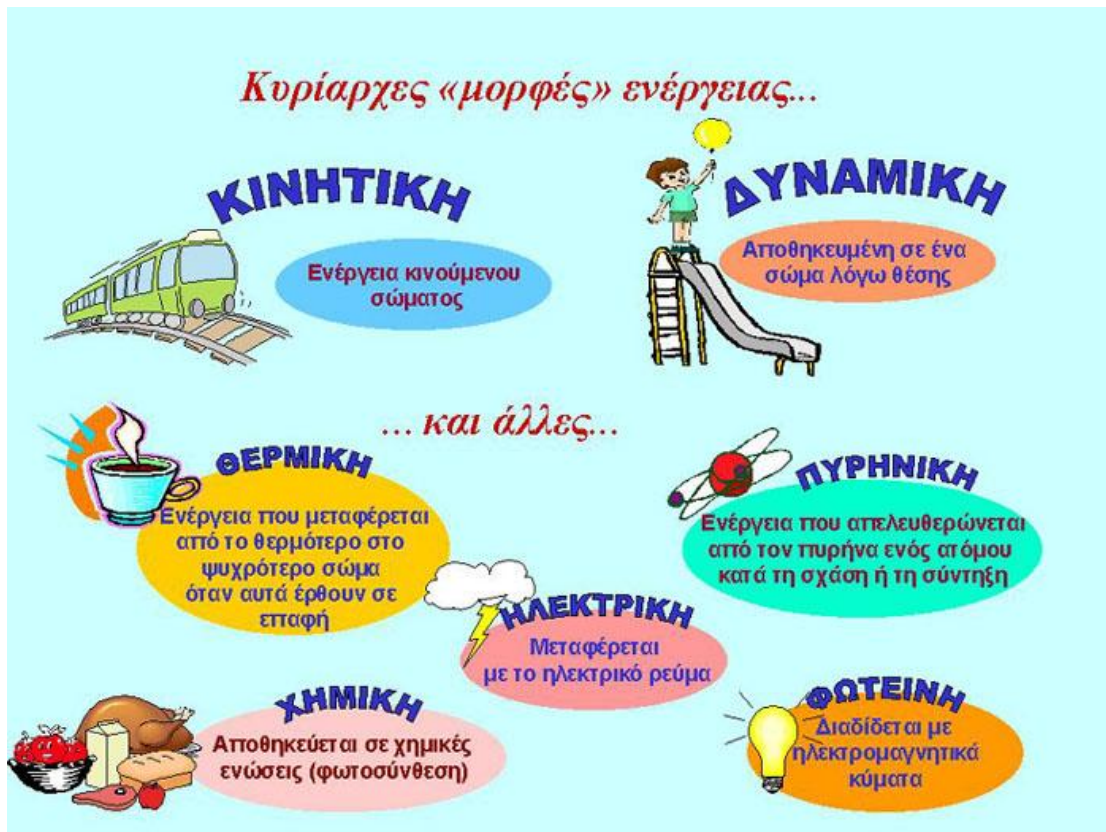 Κυρίαρχες «μορφές» ενέργειας...
ΚΙΝΗΤΙΚΗ
Ενέργεια κινούμενου
σώματος
ΔΥΝΑΜΙΚΗ
Αποθηκευμένη σε ένα
σώμα λόγω θέσης
... και άλλες...
ΘΕΡΜΙΚΗ
Ενέργεια που μεταφέρεται
από το θερμότερο στο
ψυχρότερο σώμα
όταν αυτά έρθουν σε
επαφή
ΠΥΡΗΝΙΚΗ
Ενέργεια που απελευθερώνεται
από τον πυρήνα ενός ατόμου
κατά τη σχάση ή τη σύντηξη
ΗΛΕΚΤΡΙΚΗ
Μεταφέρεται
με το ηλεκτρικό ρεύμα
ΧΗΜΙΚΗ
Αποθηκεύεται σε χημικές
ενώσεις (φωτοσύνθεση)
ΦΩΤΕΙΝΗ
Διαδίδεται με
ηλεκτρομαγνητικά
κύματα